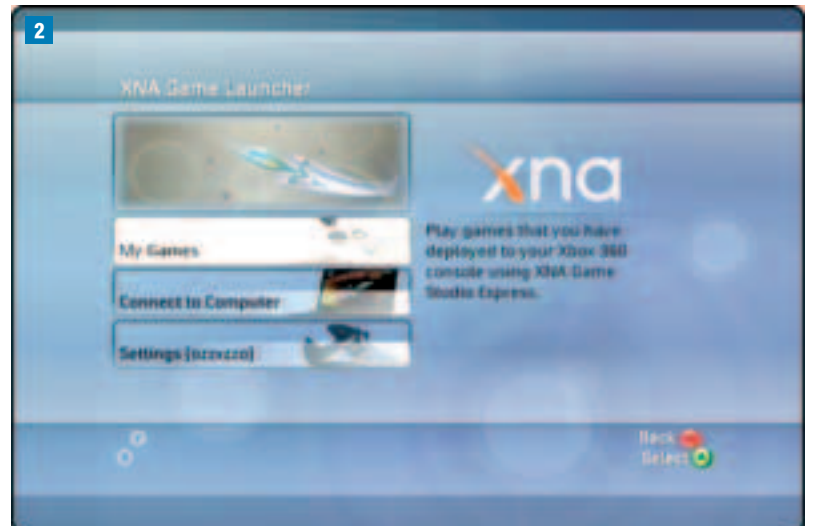 2
XNA Game Launcher
xna
My Games
Play games that you have
deployed to your Xbox 360
console using XNA Game
Studio Express.
Connect to Computer
Settings
Back
Select